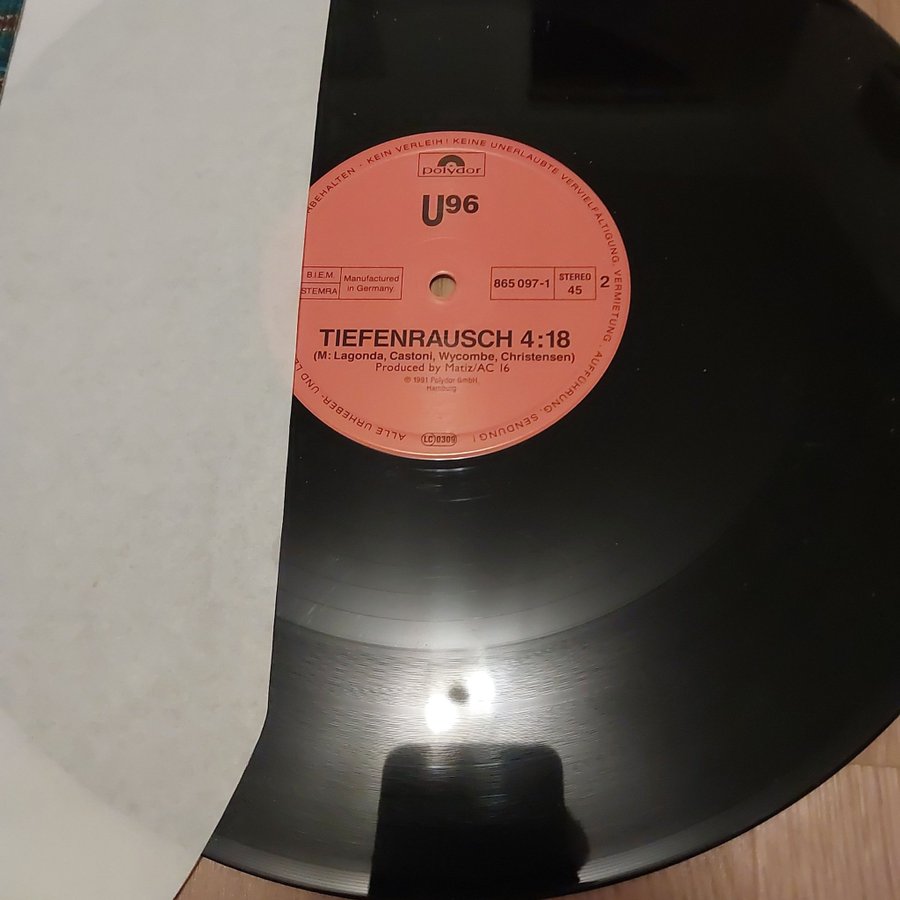 RBEHALTEN - KEIN VERLEIH! KEINE UNERLAUBTE VERVIELFÄLTIGUNG, VERMIETUNG, AUFFÜHRUNG, SENDUNG!
polydor
U96
B.I.E.M.
STEMRA
Manufactured
in Germany
865 097-1
STEREO
45
2
TIEFENRAUSCH 4:18
(M: Lagonda, Castoni, Wycombe, Christensen)
Produced by Matiz/AC 16
℗ 1991 Polydor GmbH,
Hamburg
LC 0309
ALLE URHEBER- UND LE